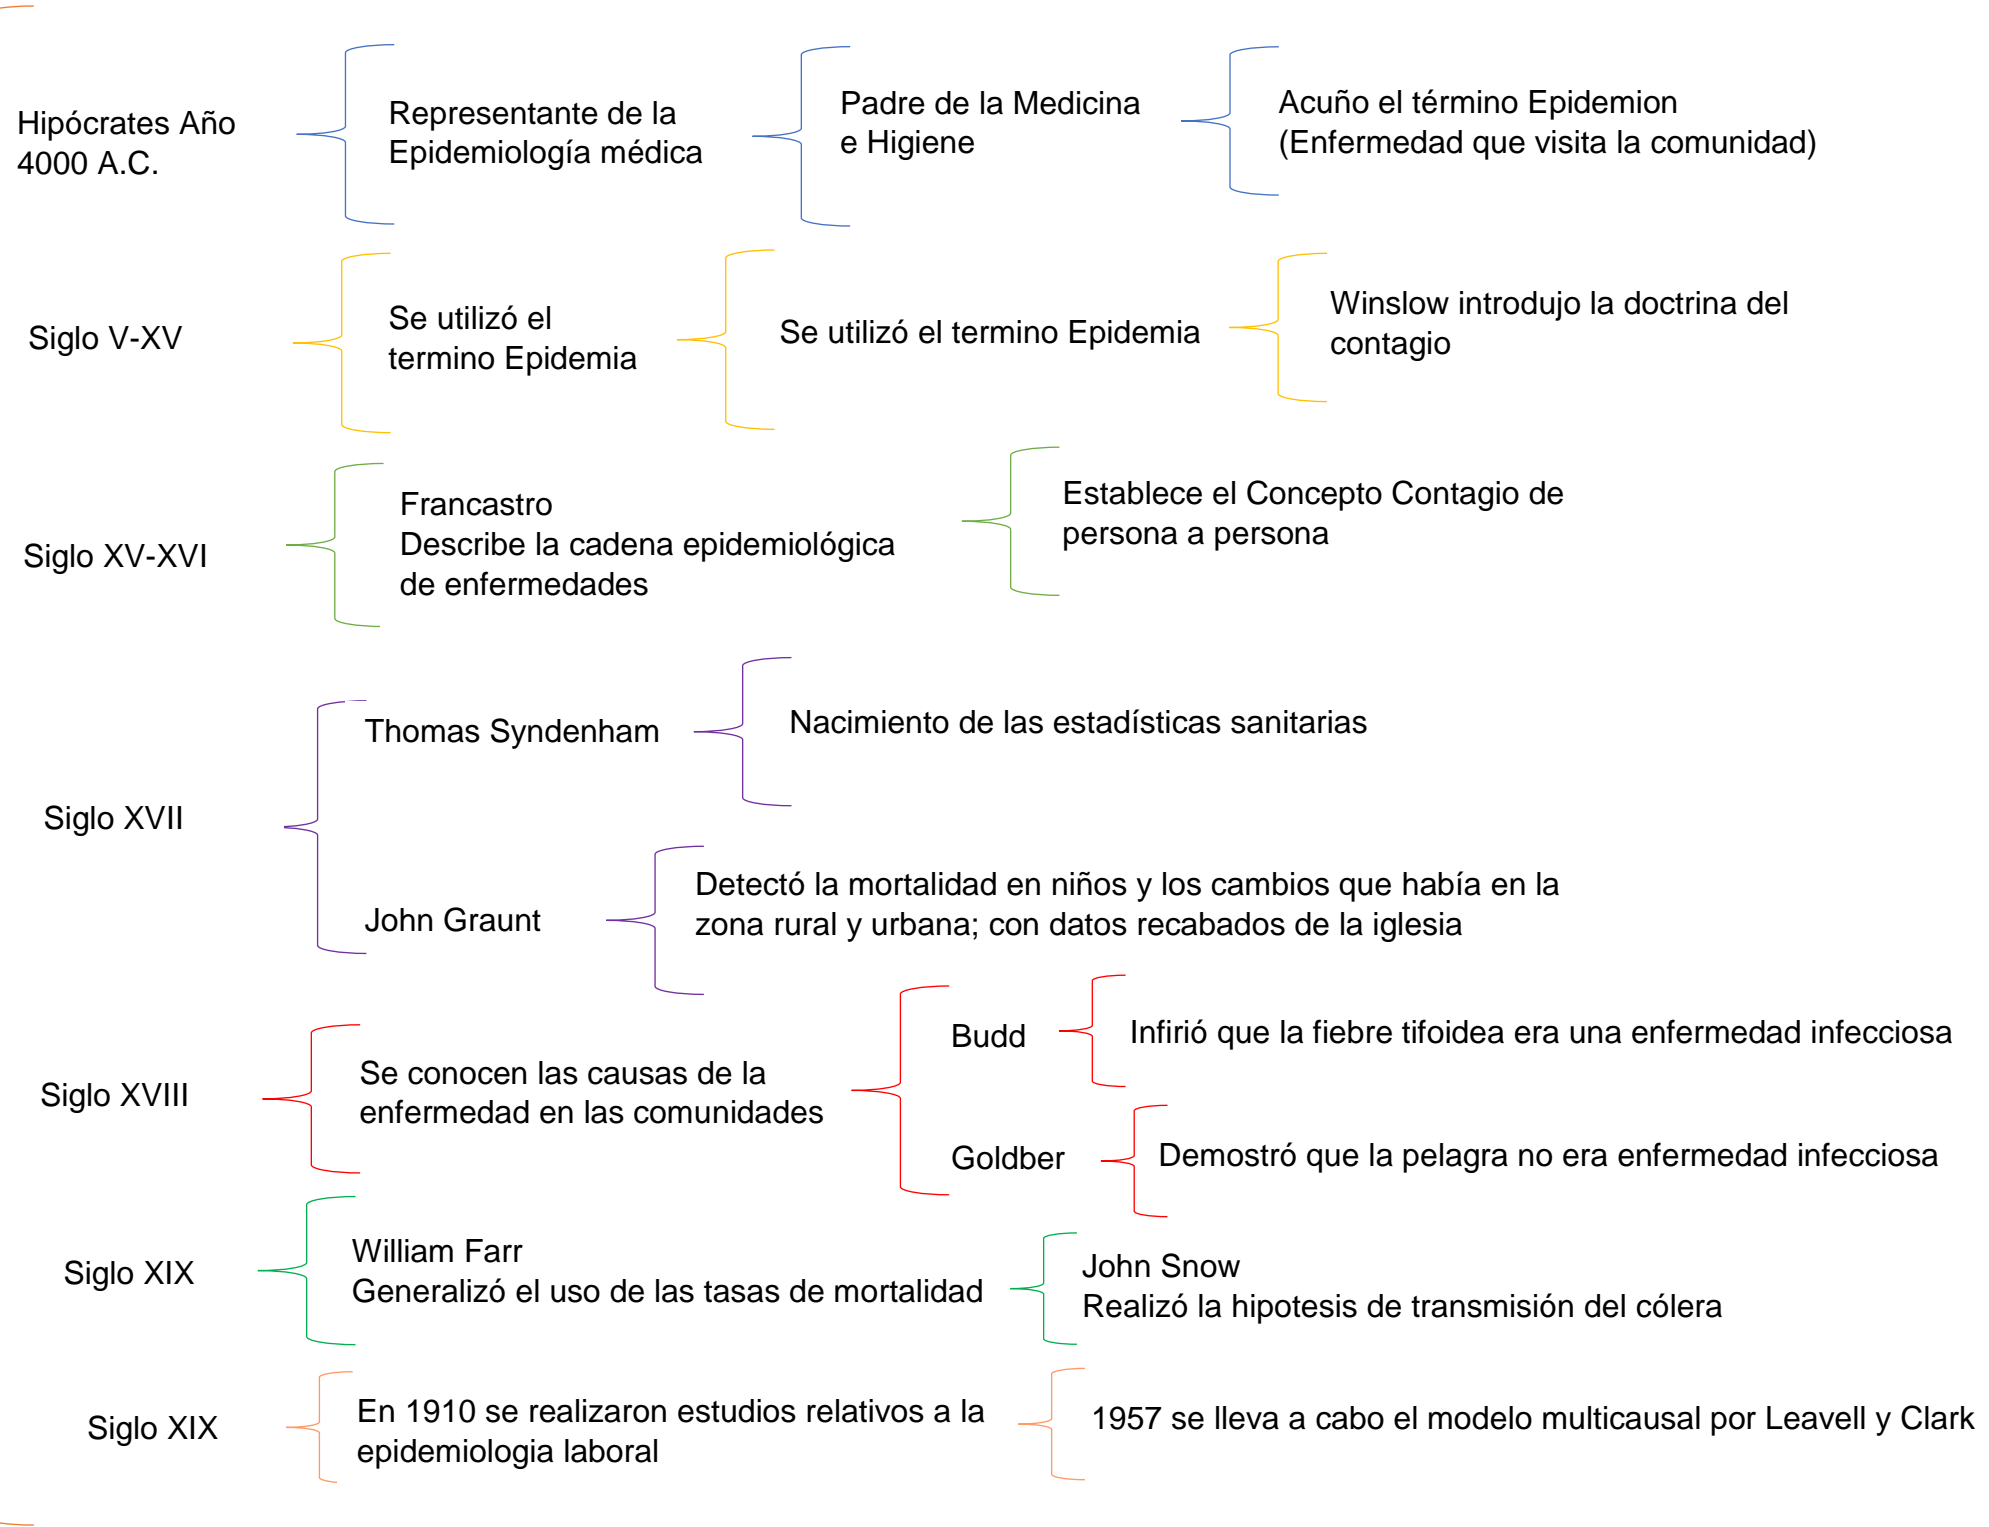 Hipócrates Año
4000 A.C.
Representante de la
Epidemiología médica
Padre de la Medicina
e Higiene
Acuño el término Epidemion
(Enfermedad que visita la comunidad)
Siglo V-XV
Se utilizó el
termino Epidemia
Se utilizó el termino Epidemia
Winslow introdujo la doctrina del
contagio
Siglo XV-XVI
Francastro
Describe la cadena epidemiológica
de enfermedades
Establece el Concepto Contagio de
persona a persona
Siglo XVII
Thomas Syndenham
Nacimiento de las estadísticas sanitarias
John Graunt
Detectó la mortalidad en niños y los cambios que había en la
zona rural y urbana; con datos recabados de la iglesia
Siglo XVIII
Se conocen las causas de la
enfermedad en las comunidades
Budd
Infirió que la fiebre tifoidea era una enfermedad infecciosa
Goldber
Demostró que la pelagra no era enfermedad infecciosa
Siglo XIX
William Farr
Generalizó el uso de las tasas de mortalidad
John Snow
Realizó la hipotesis de transmisión del cólera
Siglo XIX
En 1910 se realizaron estudios relativos a la
epidemiologia laboral
1957 se lleva a cabo el modelo multicausal por Leavell y Clark